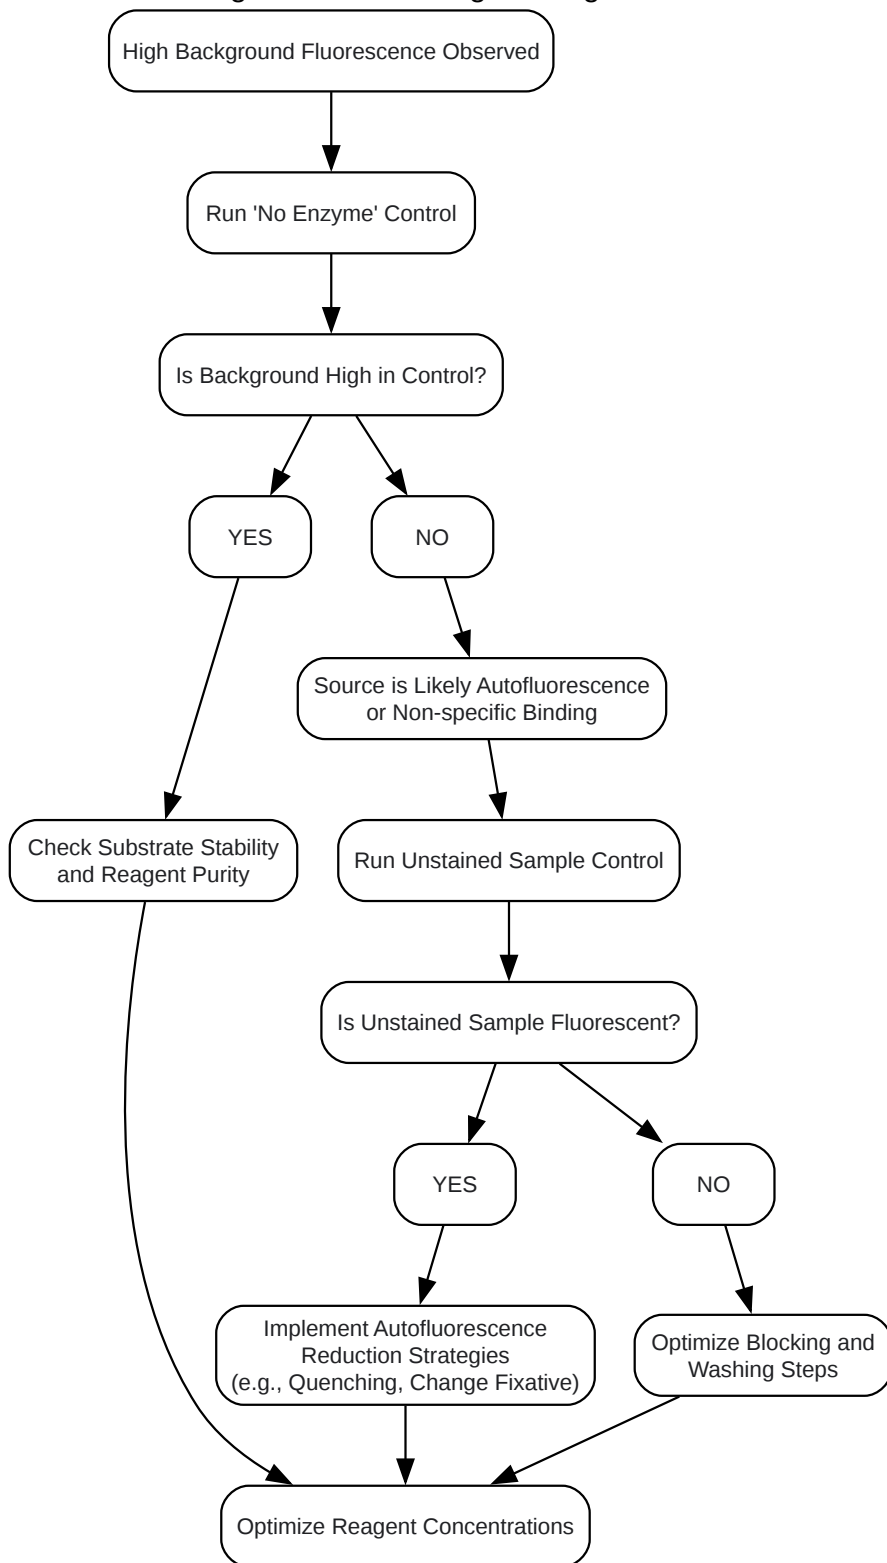 High Background Fluorescence Observed
Run 'No Enzyme' Control
Is Background High in Control?
YES
NO
Source is Likely Autofluorescence
or Non-specific Binding
Check Substrate Stability
and Reagent Purity
Run Unstained Sample Control
Is Unstained Sample Fluorescent?
YES
NO
Implement Autofluorescence
Reduction Strategies
(e.g., Quenching, Change Fixative)
Optimize Blocking and
Washing Steps
Optimize Reagent Concentrations